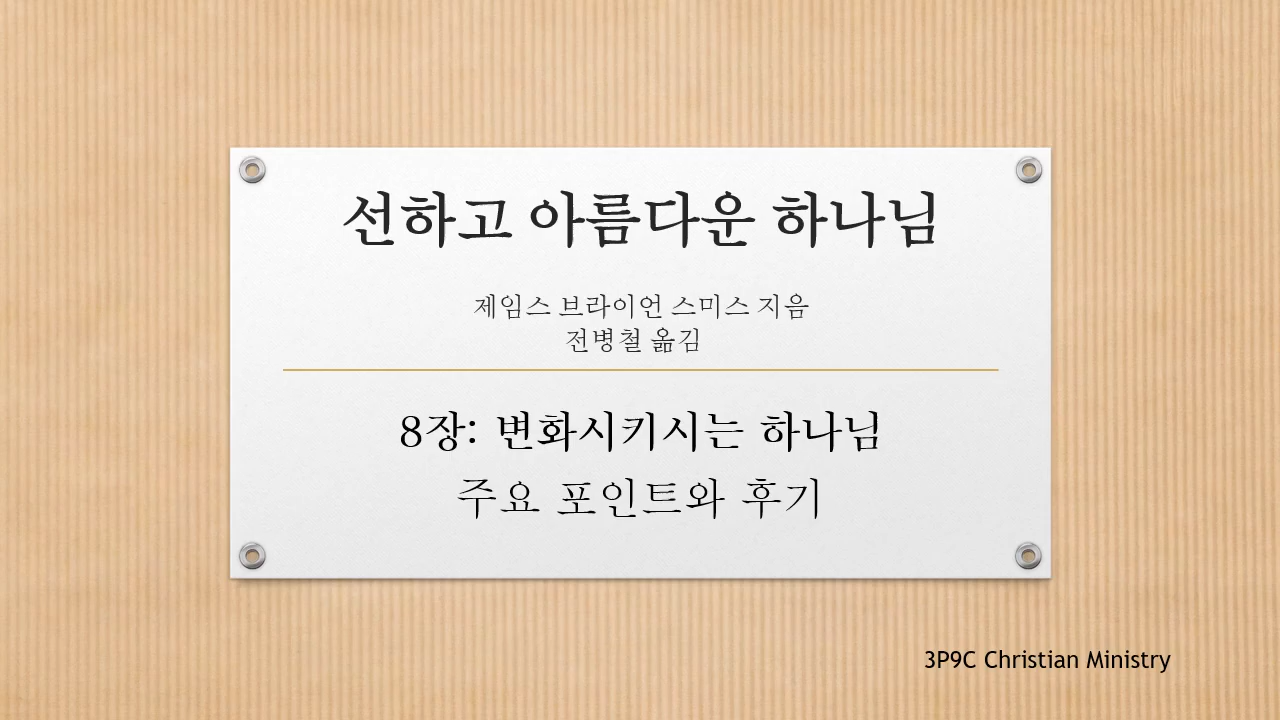 선하고 아름다운 하나님
제임스 브라이언 스미스 지음
전병철 옮김
8장: 변화시키시는 하나님
주요 포인트와 후기
3P9C Christian Ministry